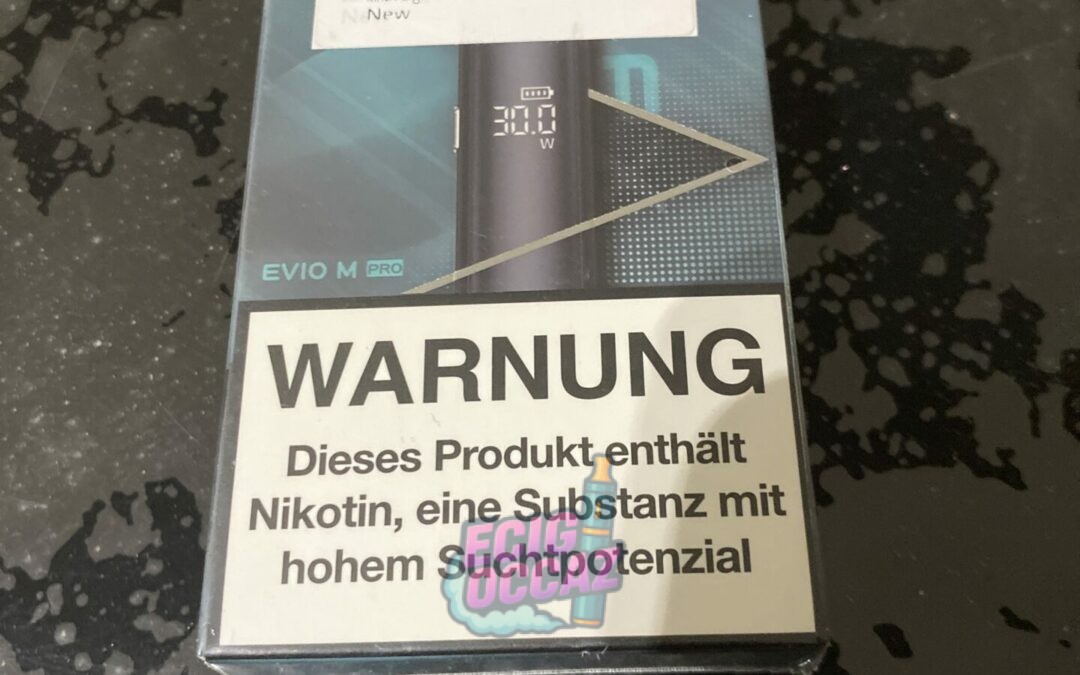 New
30.0
W
EVIO M PRO
WARNUNG
Dieses Produkt enthält
Nikotin, eine Substanz mit
hohem Suchtpotenzial
ECIG
OCCAZ